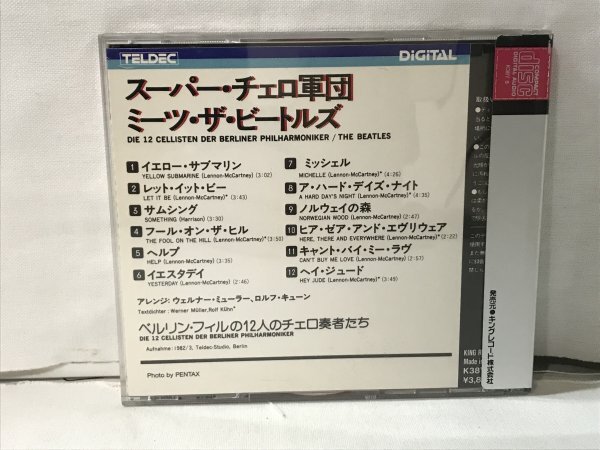 TELDEC
DIGITAL
スーパー・チェロ軍団
ミーツ・ザ・ビートルズ
DIE 12 CELLISTEN DER BERLINER PHILHARMONIKER / THE BEATLES
1 イエロー・サブマリン
YELLOW SUBMARINE (Lennon-McCartney) (3:02)
2 レット・イット・ビー
LET IT BE (Lennon-McCartney)* (3:43)
3 サムシング
SOMETHING (Harrison) (3:30)
4 フール・オン・ザ・ヒル
THE FOOL ON THE HILL (Lennon-McCartney)* (3:50)
5 ヘルプ
HELP (Lennon-McCartney)* (3:35)
6 イエスタデイ
YESTERDAY (Lennon-McCartney) (2:46)
7 ミッシェル
MICHELLE (Lennon-McCartney)* (4:25)
8 ア・ハード・デイズ・ナイト
A HARD DAY'S NIGHT (Lennon-McCartney)* (4:35)
9 ノルウェイの森
NORWEGIAN WOOD (Lennon-McCartney) (2:47)
10 ヒア・ゼア・アンド・エヴリウェア
HERE, THERE AND EVERYWHERE (Lennon-McCartney)* (2:22)
11 キャント・バイ・ミー・ラヴ
CAN'T BUY ME LOVE (Lennon-McCartney) (2:57)
12 ヘイ・ジュード
HEY JUDE (Lennon-McCartney)* (3:49)
アレンジ：ウェルナー・ミューラー、ロルフ・キューン
Textdichter : Werner Müller, Rolf Kühn*
ベルリン・フィルの12人のチェロ奏者たち
DIE 12 CELLISTEN DER BERLINER PHILHARMONIKER
Aufnahme : 1982/3, Teldec-Studio, Berlin
Photo by PENTAX
COMPACT
disc
DIGITAL AUDIO
発売元●キングレコード株式会社
KING
Made in
¥3,8